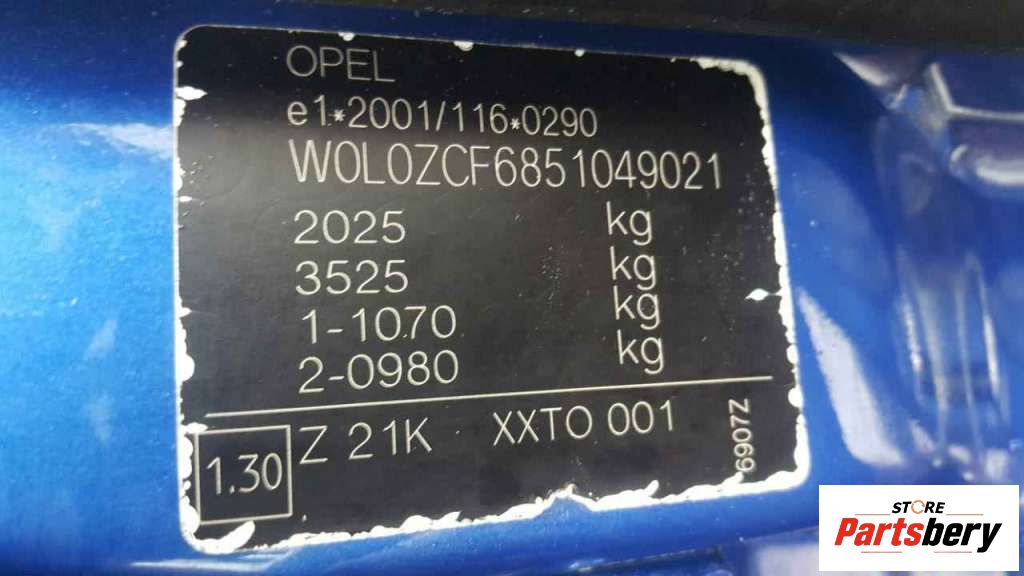 OPEL
e1*2001/116*0290
W0L0ZCF6851049021
2025 kg
3525 kg
1-1070 kg
2-0980 kg
1.30 Z 21K XXTO 001
6907Z
STORE
Partsbery